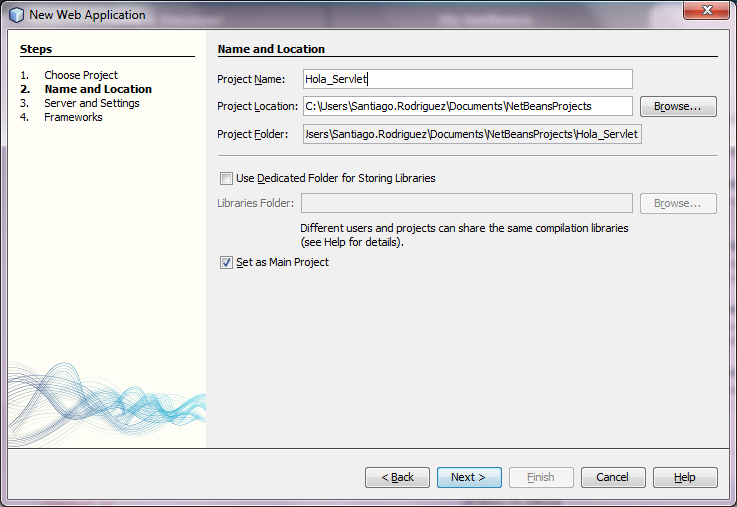 New Web Application
Steps
1. Choose Project
2. Name and Location
3. Server and Settings
4. Frameworks
Name and Location
Project Name: Hola_Servlet
Project Location: C:\Users\Santiago.Rodriguez\Documents\NetBeansProjects Browse...
Project Folder: Jsers\Santiago.Rodriguez\Documents\NetBeansProjects\Hola_Servlet
Use Dedicated Folder for Storing Libraries
Libraries Folder: Browse...
Different users and projects can share the same compilation libraries
(see Help for details).
Set as Main Project
< Back Next > Finish Cancel Help